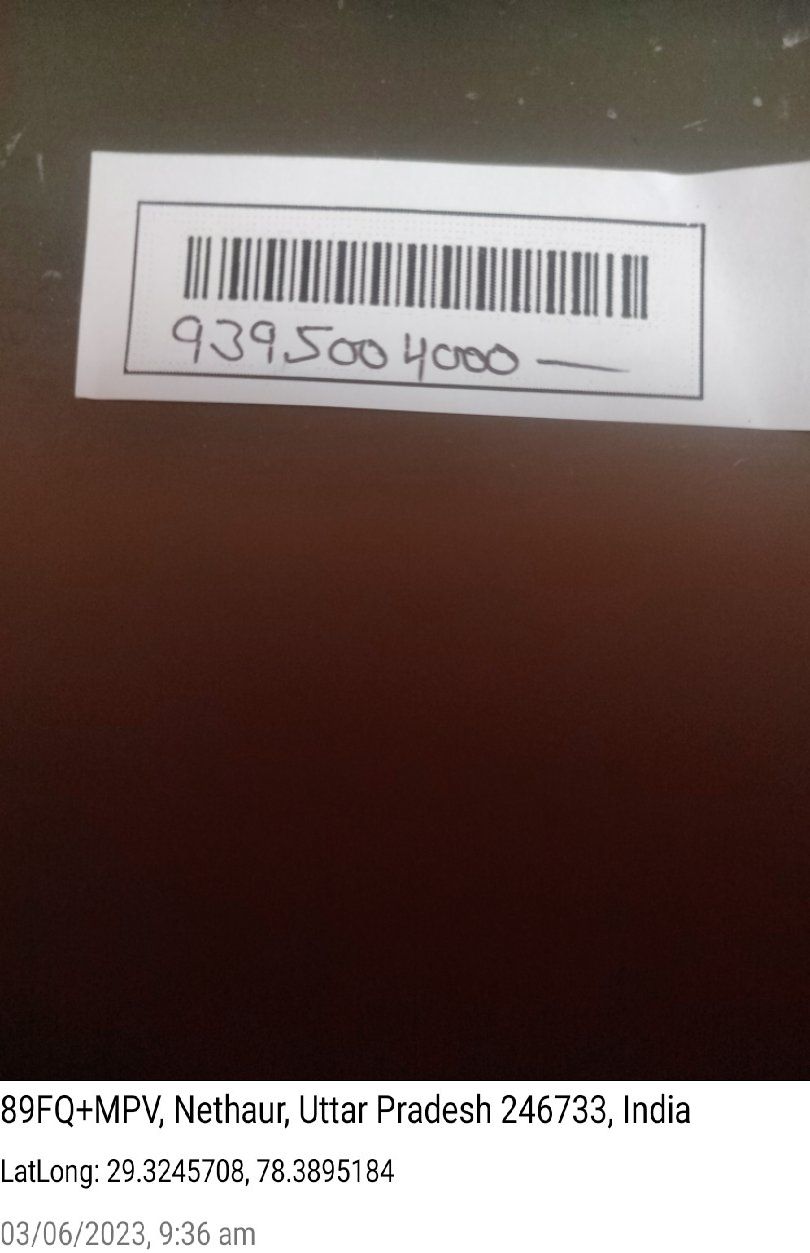 9395004000 —
89FQ+MPV, Nethaur, Uttar Pradesh 246733, India
LatLong: 29.3245708, 78.3895184
03/06/2023, 9:36 am